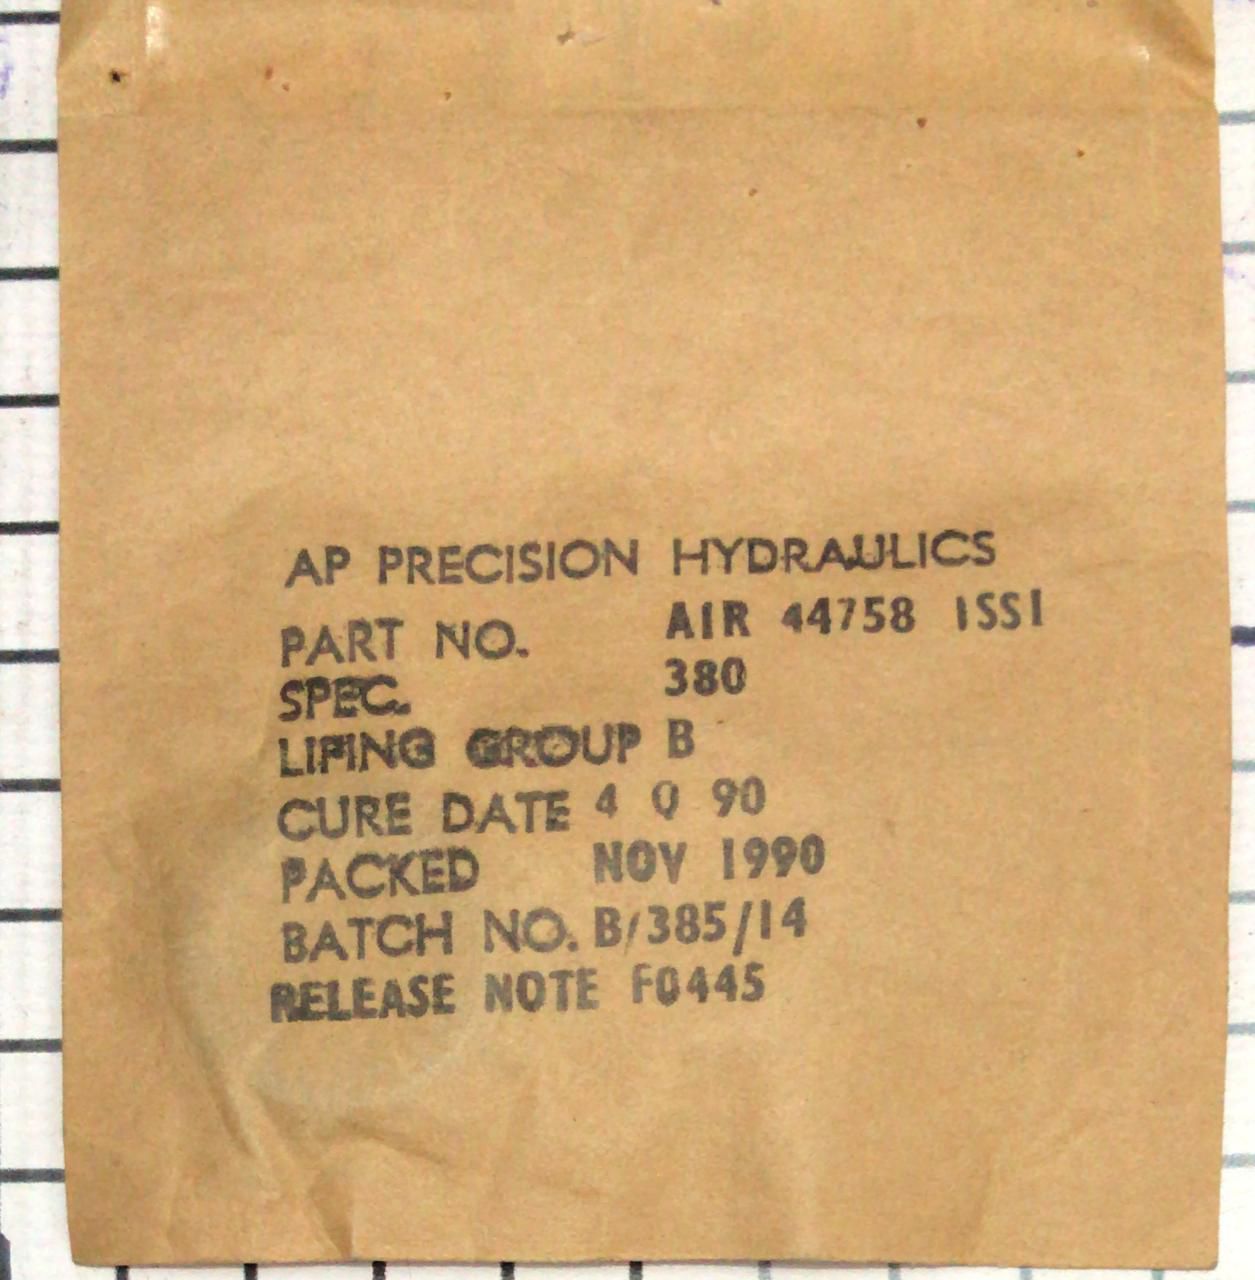 AP PRECISION HYDRAULICS
PART NO. AIR 44758 ISS1
SPEC. 380
LIFING GROUP B
CURE DATE 4 Q 90
PACKED NOV 1990
BATCH NO. B/385/14
RELEASE NOTE F0445